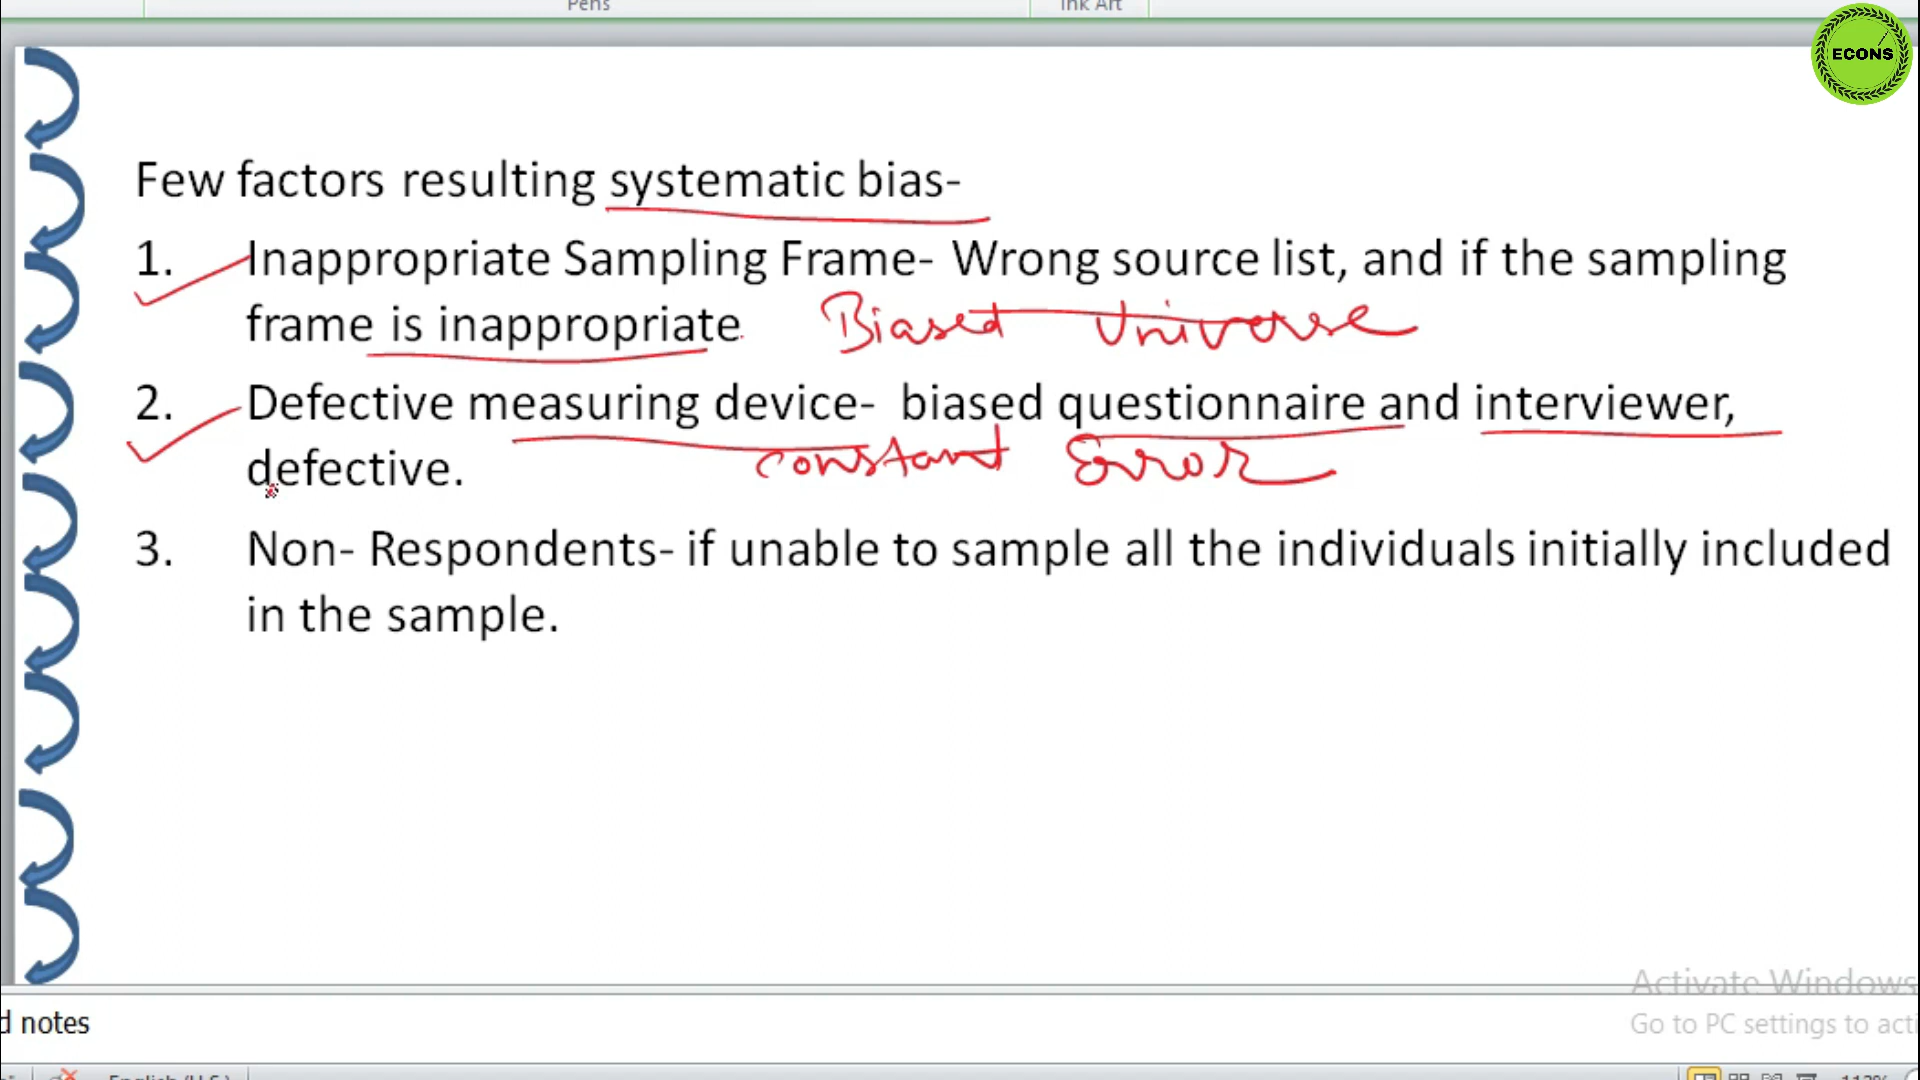 Pens
Ink Art
ECONS
Few factors resulting systematic bias-
1. Inappropriate Sampling Frame- Wrong source list, and if the sampling
frame is inappropriate. Biased Universe
2. Defective measuring device- biased questionnaire and interviewer,
defective. constant Error
3. Non- Respondents- if unable to sample all the individuals initially included
in the sample.
Activate Windows
Go to PC settings to acti
d notes
English (U.S.)
113%